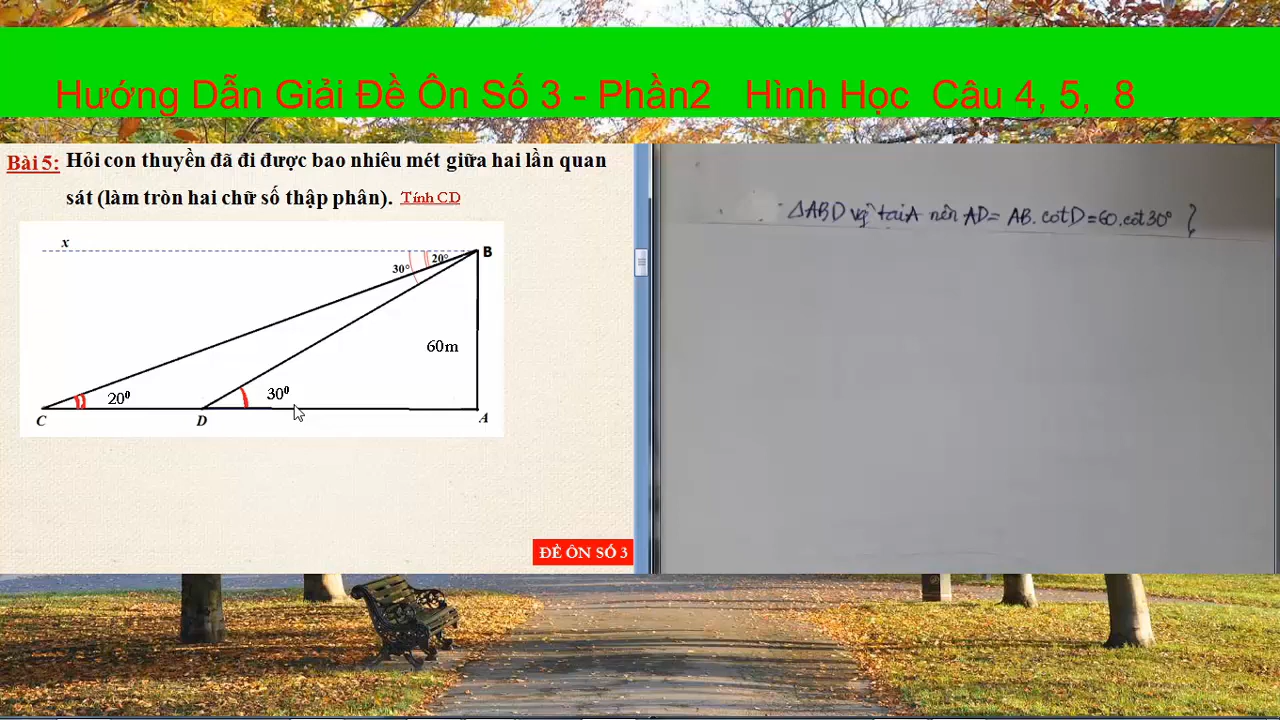 Hướng Dẫn Giải Đề Ôn Số 3 - Phần2 Hình Học Câu 4, 5, 8
Bài 5: Hỏi con thuyền đã đi được bao nhiêu mét giữa hai lần quan
sát (làm tròn hai chữ số thập phân). Tính CD
x
30° 20° B
60m
20⁰ 30⁰
C D A
ĐỀ ÔN SỐ 3
ΔABD vg tại A nên AD = AB. cotD = 60. cot 30°